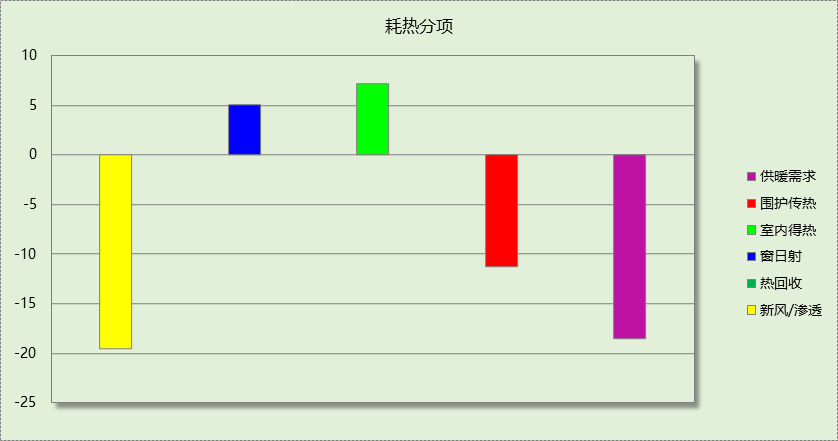 耗热分项
10
5
0
-5
-10
-15
-20
-25
供暖需求
围护传热
室内得热
窗日射
热回收
新风/渗透